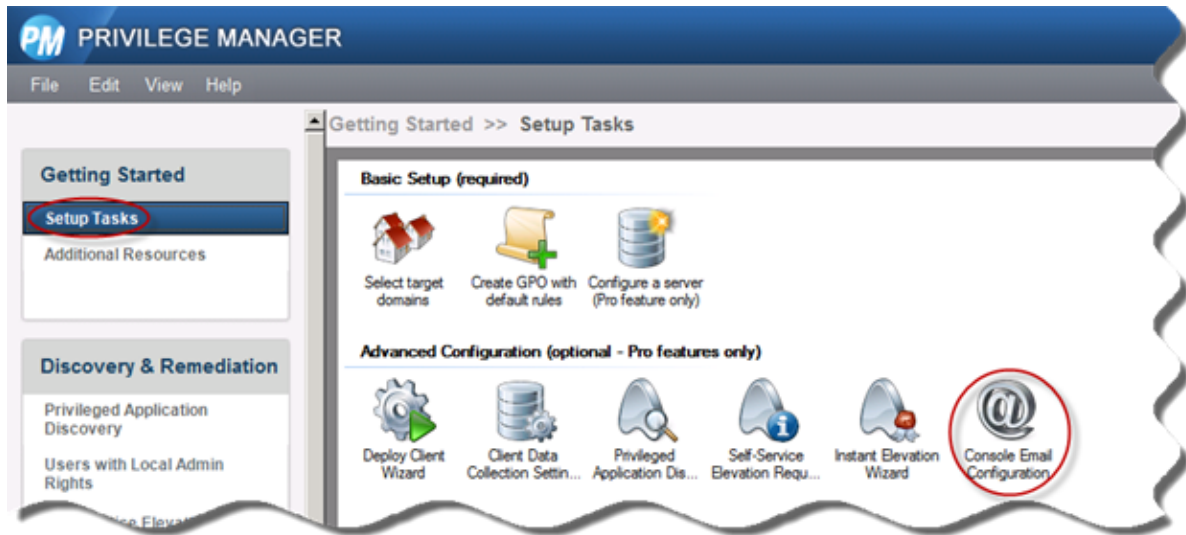 PM PRIVILEGE MANAGER
File Edit View Help
Getting Started >> Setup Tasks
Getting Started
Setup Tasks
Additional Resources
Discovery & Remediation
Privileged Application
Discovery
Users with Local Admin
Rights
Basic Setup (required)
Select target
domains
Create GPO with
default rules
Configure a server
(Pro feature only)
Advanced Configuration (optional - Pro features only)
Deploy Client
Wizard
Client Data
Collection Settin...
Privileged
Application Dis...
Self-Service
Elevation Requ...
Instant Elevation
Wizard
@
Console Email
Configuration